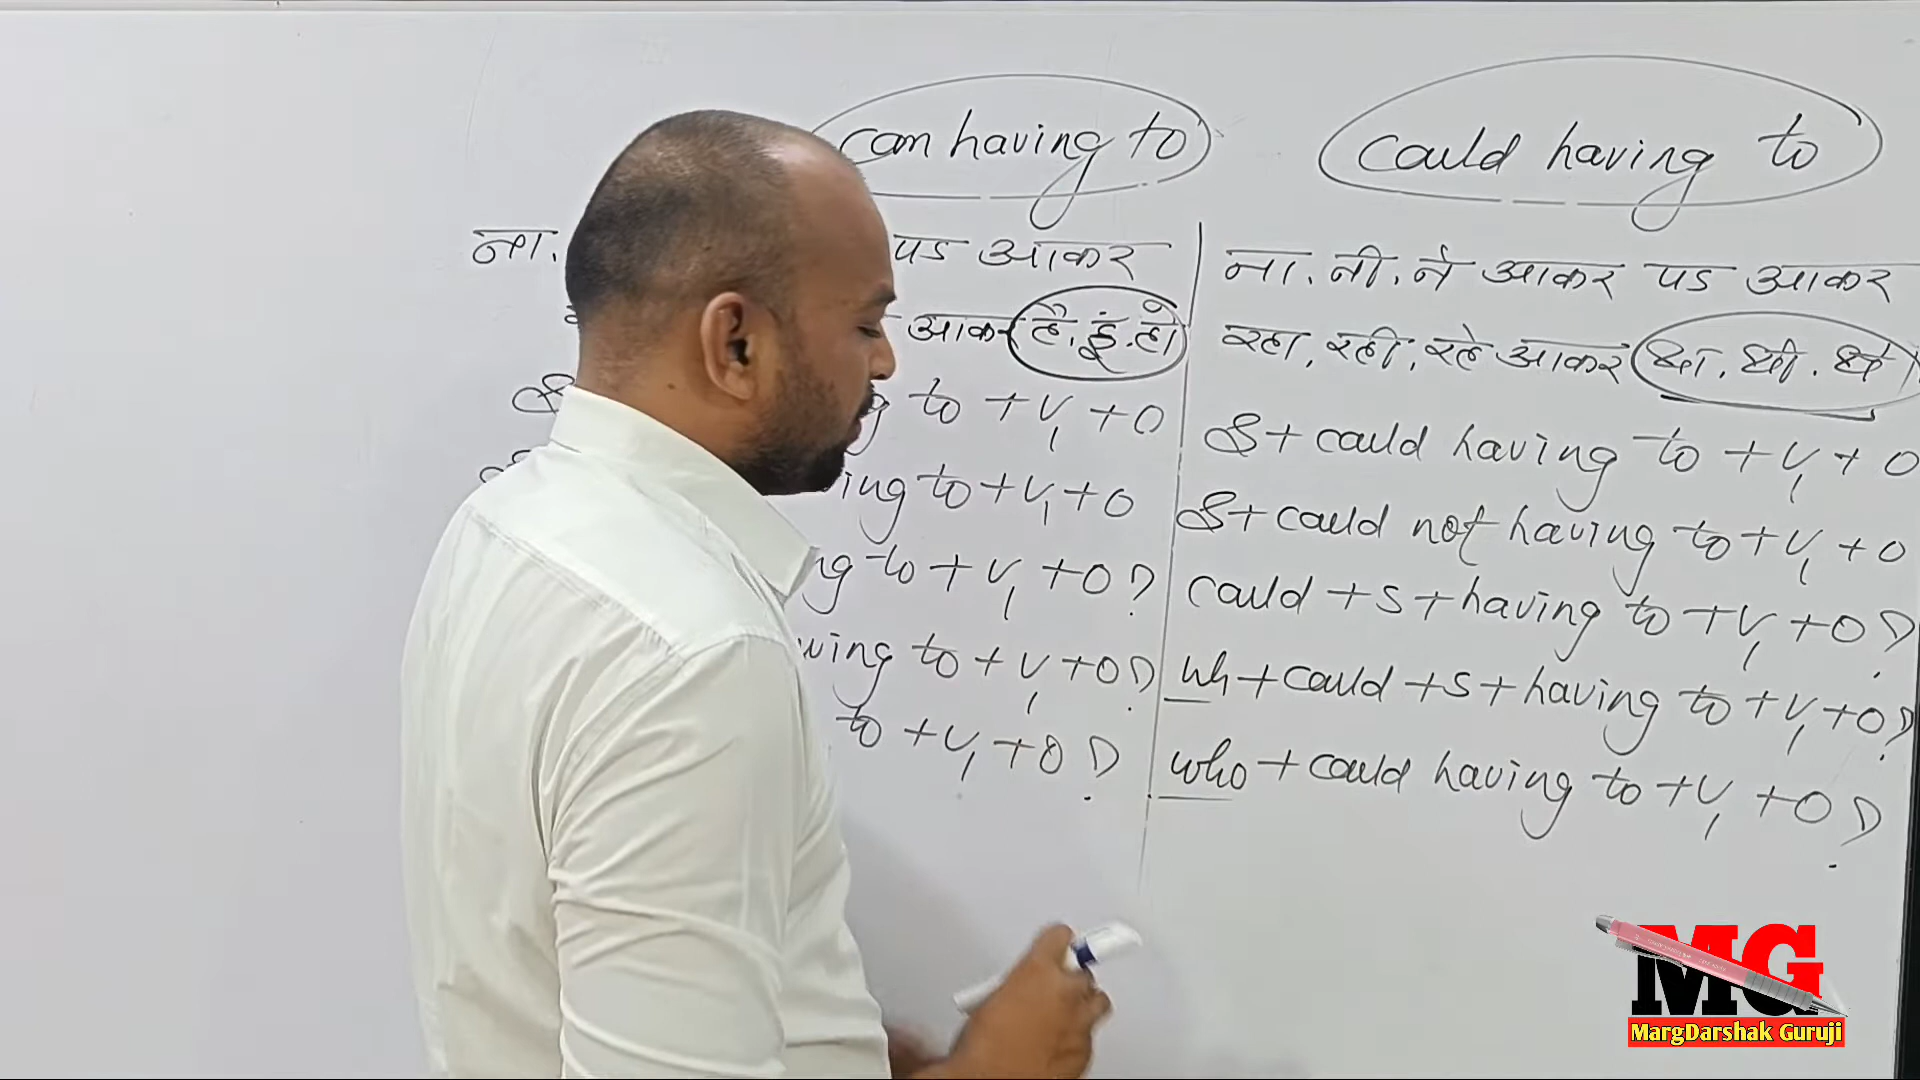 can having to
ना. पड आकर
आकर है. हूं. हो
to + V1 + O
ing to + V1 + O
ng to + V1 + O ?
ving to + V1 + O ?
to + V1 + O ?
could having to
ना. नी. ने आकर पड आकर
रहा, रही, रहे आकर था. थी. थे।
S + could having to + V1 + O
S + could not having to + V1 + O
could + S + having to + V1 + O ?
wh + could + S + having to + V1 + O ?
who + could having to + V1 + O ?
MG
MargDarshak Guruji